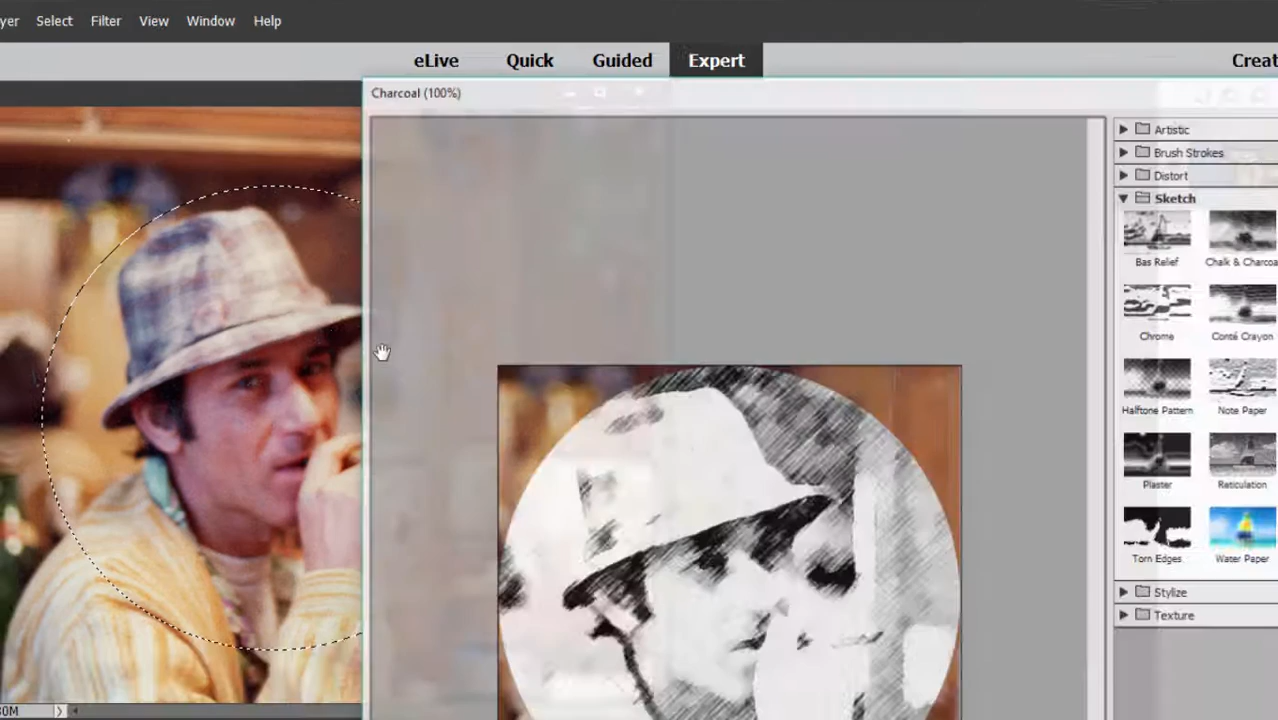 yer Select Filter View Window Help
eLive Quick Guided Expert Creat
Charcoal (100%)
Artistic
Brush Strokes
Distort
Sketch
Bas Relief Chalk & Charcoa
Chrome Conté Crayon
Halftone Pattern Note Paper
Plaster Reticulation
Torn Edges Water Paper
Stylize
Texture
30M